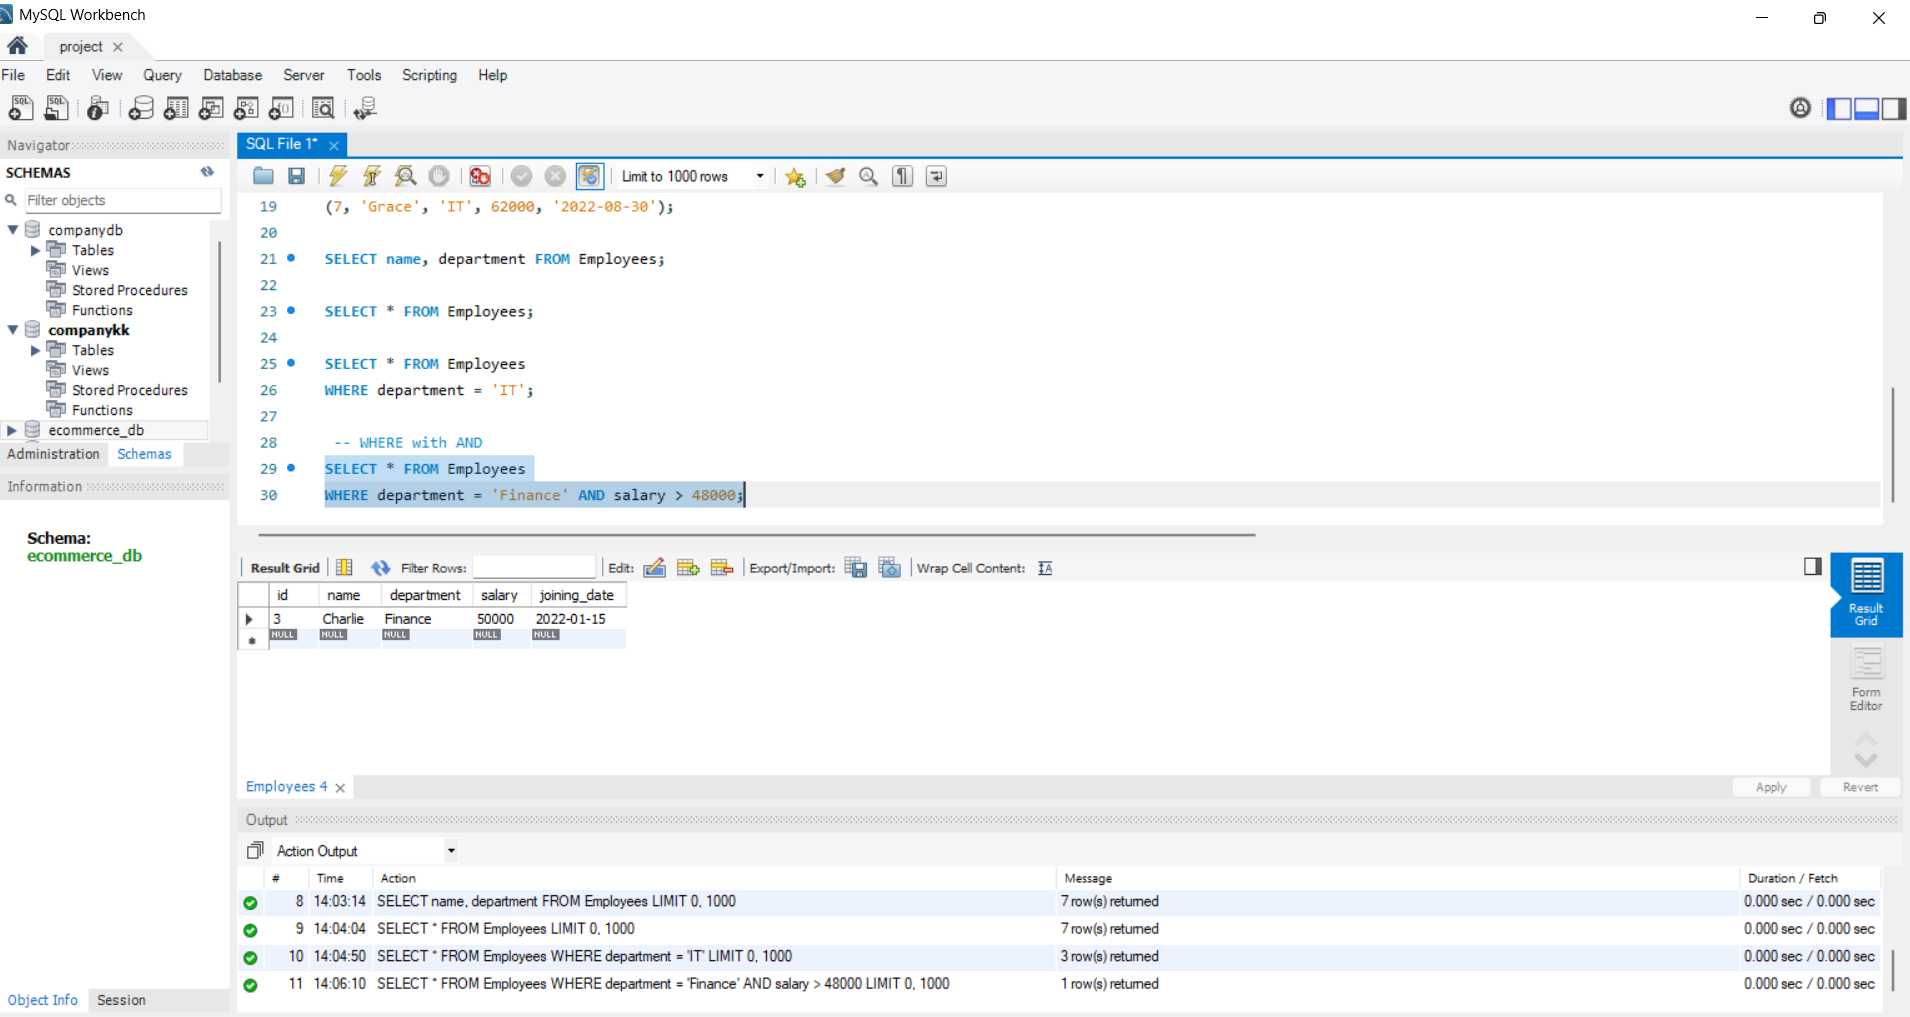 MySQL Workbench
project
File Edit View Query Database Server Tools Scripting Help
Navigator
SCHEMAS
Filter objects
companydb
Tables
Views
Stored Procedures
Functions
companykk
Tables
Views
Stored Procedures
Functions
ecommerce_db
Administration Schemas
Information
Schema:
ecommerce_db
Object Info Session
SQL File 1*
Limit to 1000 rows
19 (7, 'Grace', 'IT', 62000, '2022-08-30');
20
21 SELECT name, department FROM Employees;
22
23 SELECT * FROM Employees;
24
25 SELECT * FROM Employees
26 WHERE department = 'IT';
27
28 -- WHERE with AND
29 SELECT * FROM Employees
30 WHERE department = 'Finance' AND salary > 48000;
Result Grid Filter Rows: Edit: Export/Import: Wrap Cell Content:
id name department salary joining_date
3 Charlie Finance 50000 2022-01-15
NULL NULL NULL NULL NULL
Result
Grid
Form
Editor
Employees 4
Apply Revert
Output
Action Output
# Time Action Message Duration / Fetch
8 14:03:14 SELECT name, department FROM Employees LIMIT 0, 1000 7 row(s) returned 0.000 sec / 0.000 sec
9 14:04:04 SELECT * FROM Employees LIMIT 0, 1000 7 row(s) returned 0.000 sec / 0.000 sec
10 14:04:50 SELECT * FROM Employees WHERE department = 'IT' LIMIT 0, 1000 3 row(s) returned 0.000 sec / 0.000 sec
11 14:06:10 SELECT * FROM Employees WHERE department = 'Finance' AND salary > 48000 LIMIT 0, 1000 1 row(s) returned 0.000 sec / 0.000 sec